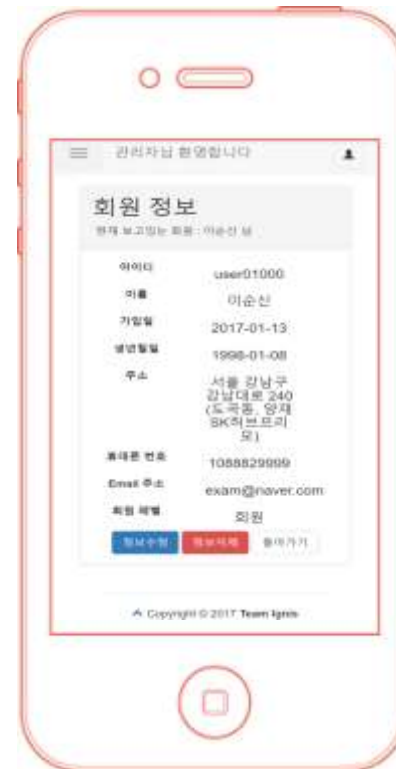 관리자님 환영합니다
회원 정보
현재 보고있는 회원 : 이순신 님
아이디 user01000
이름 이순신
가입일 2017-01-13
생년월일 1998-01-08
주소 서울 강남구
강남대로 240
(도곡동, 양재
SK허브프리
모)
휴대폰 번호 1088829999
Email 주소 exam@naver.com
회원 레벨 회원
정보수정 정보삭제 돌아가기
Copyright © 2017 Team Ignis